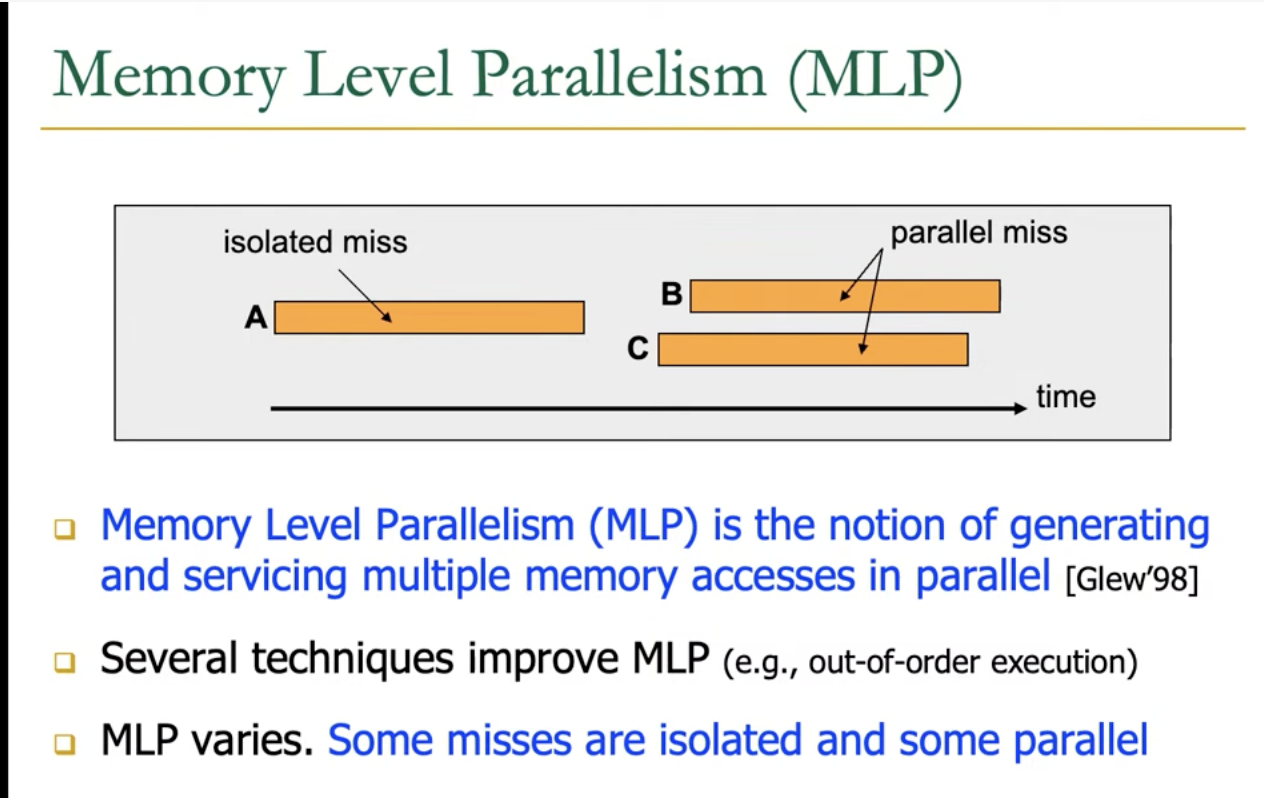 Memory Level Parallelism (MLP)
isolated miss
parallel miss
B
A
C
time
❑ Memory Level Parallelism (MLP) is the notion of generating
and servicing multiple memory accesses in parallel [Glew’98]
❑ Several techniques improve MLP (e.g., out-of-order execution)
❑ MLP varies. Some misses are isolated and some parallel